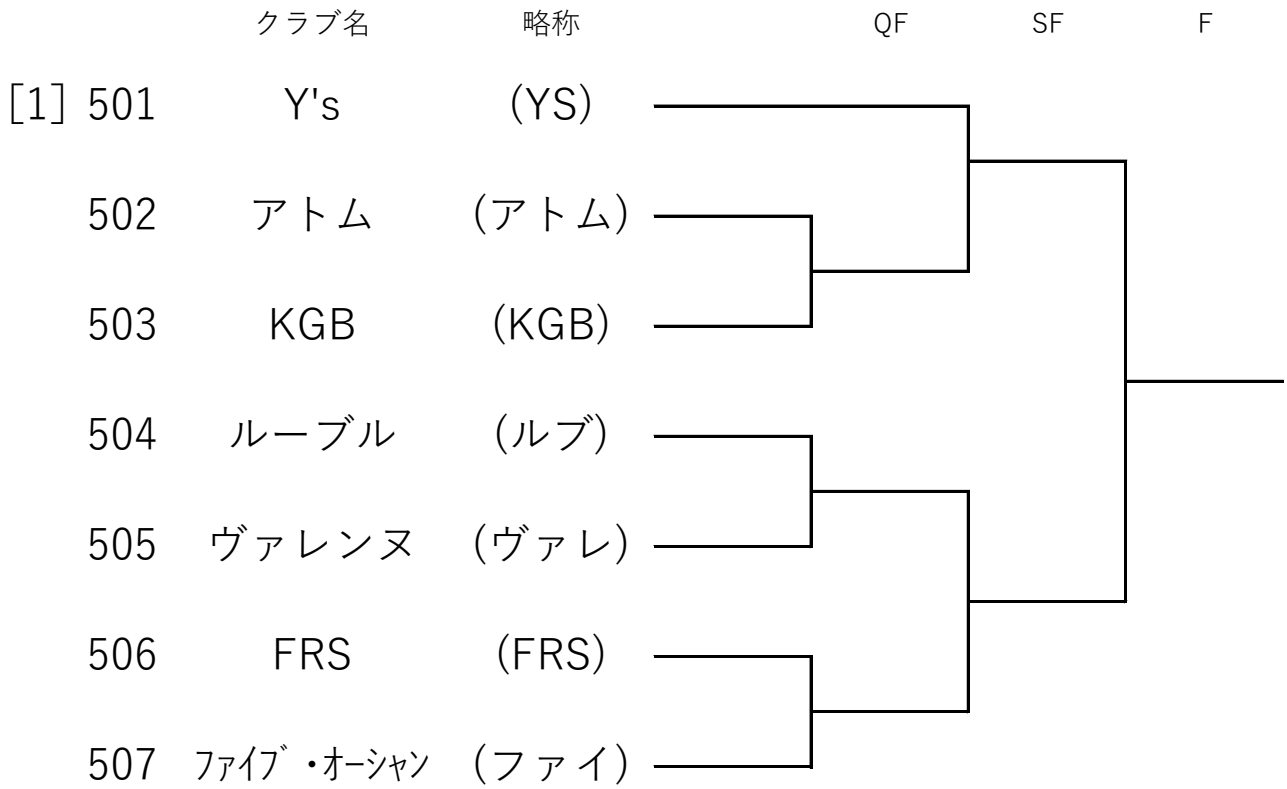 クラブ名 略称 QF SF F
[1] 501 Y's (YS)
502 アトム (アトム)
503 KGB (KGB)
504 ルーブル (ルブ)
505 ヴァレンヌ (ヴァレ)
506 FRS (FRS)
507 ﾌｧｲﾌﾞ・ｵｰｼｬﾝ (ファイ)